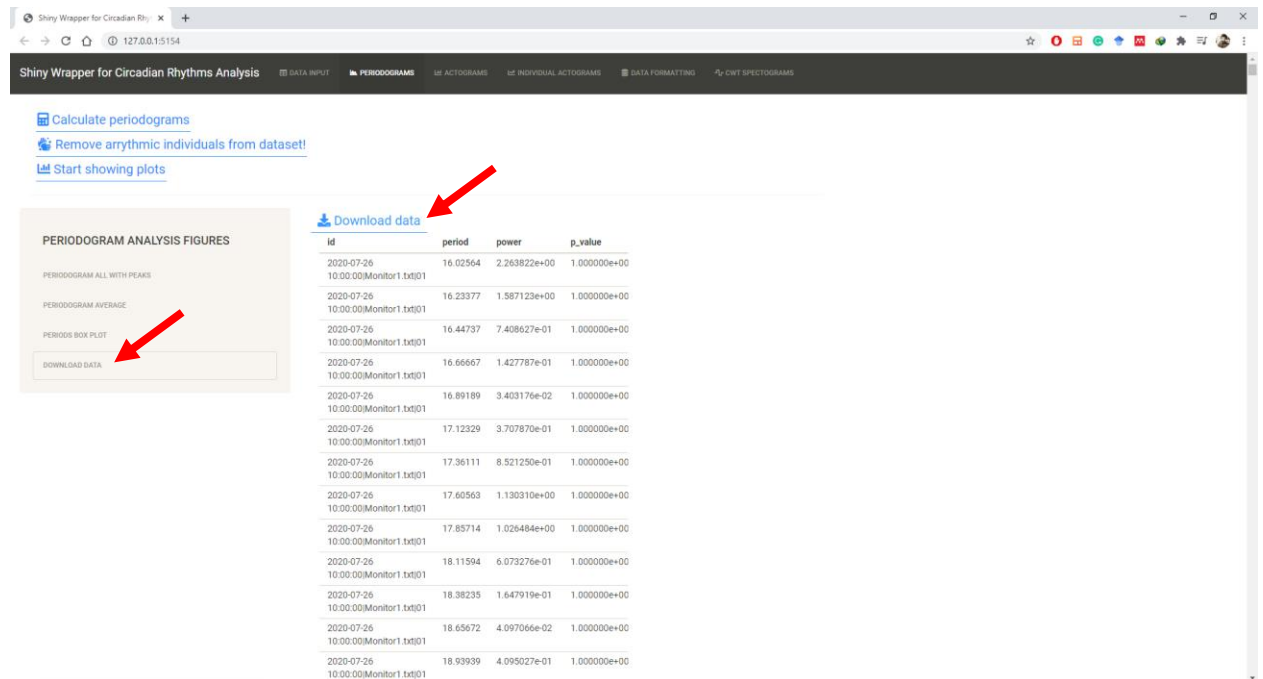 Shiny Wrapper for Circadian Rhy
127.0.0.1:5154
Shiny Wrapper for Circadian Rhythms Analysis DATA INPUT PERIODOGRAMS ACTOGRAMS INDIVIDUAL ACTOGRAMS DATA FORMATTING CWT SPECTOGRAMS
Calculate periodograms
Remove arrythmic individuals from dataset!
Start showing plots
PERIODOGRAM ANALYSIS FIGURES
PERIODOGRAM ALL WITH PEAKS
PERIODOGRAM AVERAGE
PERIODS BOX PLOT
DOWNLOAD DATA
Download data
id period power p_value
2020-07-26 16.02564 2.263822e+00 1.000000e+00
10:00:00|Monitor1.txt|01
2020-07-26 16.23377 1.587123e+00 1.000000e+00
10:00:00|Monitor1.txt|01
2020-07-26 16.44737 7.408627e-01 1.000000e+00
10:00:00|Monitor1.txt|01
2020-07-26 16.66667 1.427787e-01 1.000000e+00
10:00:00|Monitor1.txt|01
2020-07-26 16.89189 3.403176e-02 1.000000e+00
10:00:00|Monitor1.txt|01
2020-07-26 17.12329 3.707870e-01 1.000000e+00
10:00:00|Monitor1.txt|01
2020-07-26 17.36111 8.521250e-01 1.000000e+00
10:00:00|Monitor1.txt|01
2020-07-26 17.60563 1.130310e+00 1.000000e+00
10:00:00|Monitor1.txt|01
2020-07-26 17.85714 1.026484e+00 1.000000e+00
10:00:00|Monitor1.txt|01
2020-07-26 18.11594 6.073276e-01 1.000000e+00
10:00:00|Monitor1.txt|01
2020-07-26 18.38235 1.647919e-01 1.000000e+00
10:00:00|Monitor1.txt|01
2020-07-26 18.65672 4.097066e-02 1.000000e+00
10:00:00|Monitor1.txt|01
2020-07-26 18.93939 4.095027e-01 1.000000e+00
10:00:00|Monitor1.txt|01